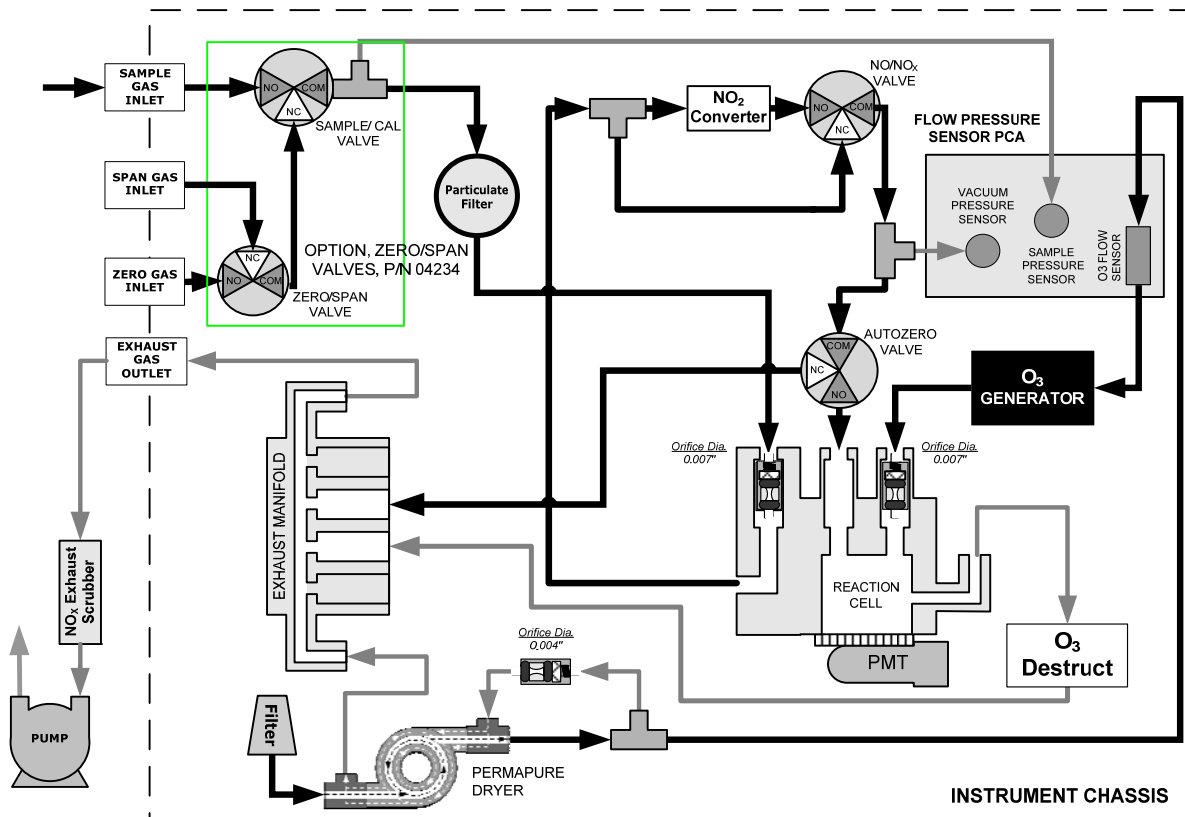 SAMPLE
GAS
INLET
NO
COM
NC
SAMPLE/ CAL
VALVE
SPAN GAS
INLET
NC
NO
COM
ZERO GAS
INLET
ZERO/SPAN
VALVE
OPTION, ZERO/SPAN
VALVES, P/N 04234
Particulate
Filter
NO2
Converter
NO/NOX
VALVE
NO
COM
NC
FLOW PRESSURE
SENSOR PCA
VACUUM
PRESSURE
SENSOR
SAMPLE
PRESSURE
SENSOR
O3 FLOW
SENSOR
EXHAUST
GAS
OUTLET
AUTOZERO
VALVE
COM
NC
NO
O3
GENERATOR
Orifice Dia.
0.007"
Orifice Dia.
0.007"
EXHAUST MANIFOLD
NOX Exhaust
Scrubber
REACTION
CELL
PMT
O3
Destruct
Orifice Dia.
0.004"
PUMP
Filter
PERMAPURE
DRYER
INSTRUMENT CHASSIS